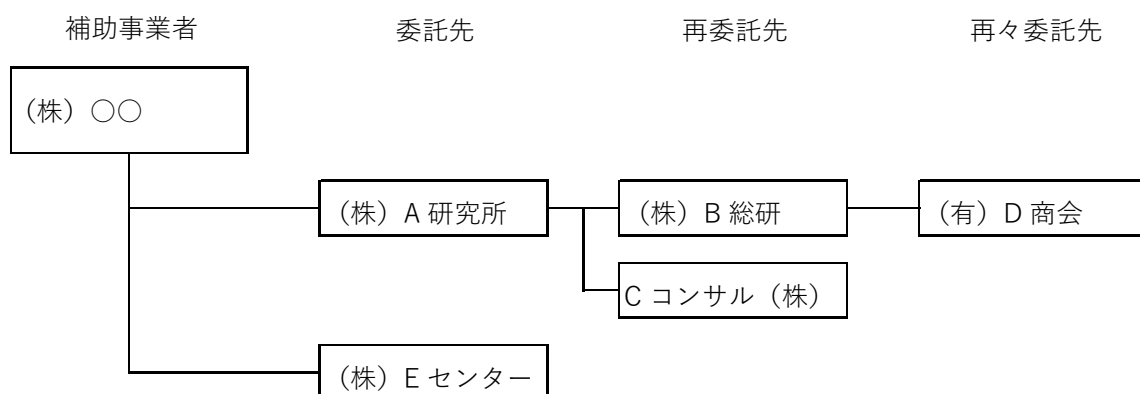 補助事業者 委託先 再委託先 再々委託先
（株）○○
（株）A 研究所 （株）B 総研 （有）D 商会
C コンサル（株）
（株）E センター